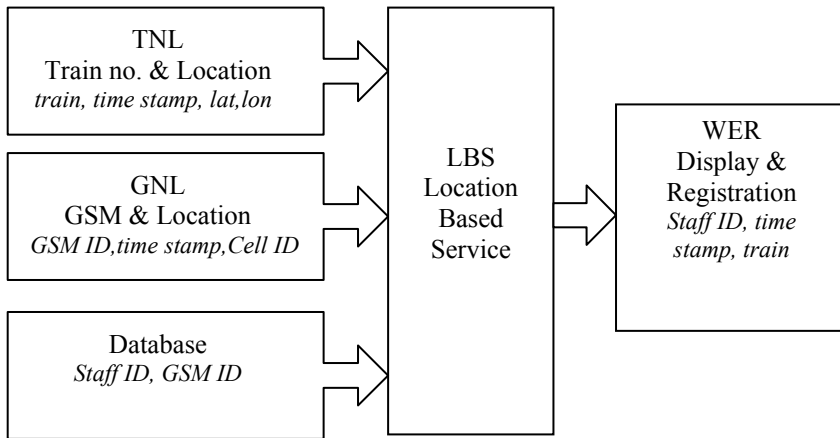 TNL
Train no. & Location
train, time stamp, lat,lon
GNL
GSM & Location
GSM ID,time stamp,Cell ID
Database
Staff ID, GSM ID
LBS
Location
Based
Service
WER
Display &
Registration
Staff ID, time
stamp, train